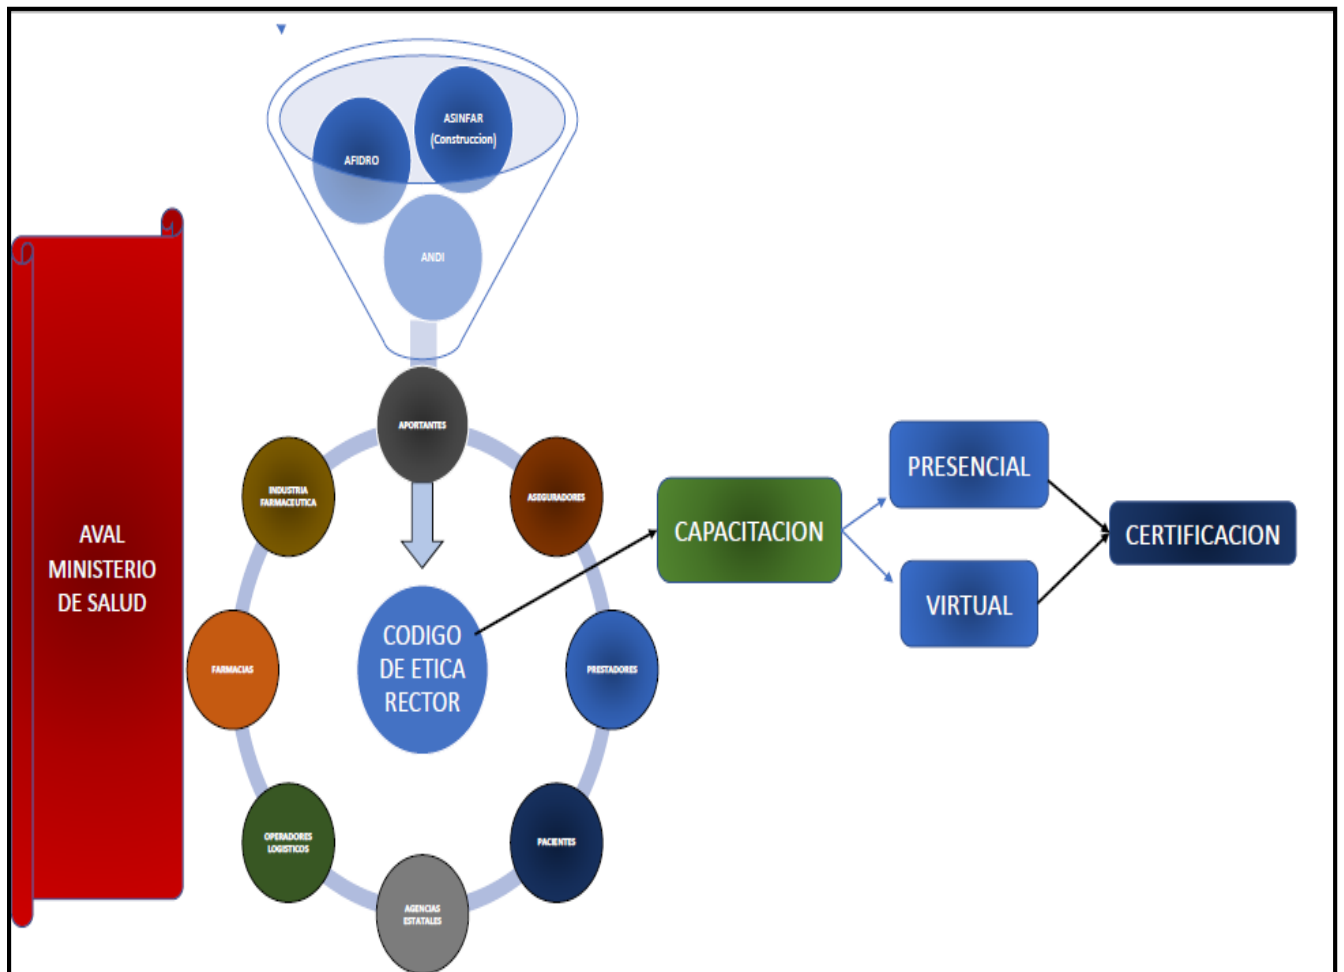 ASINFAR
(Construccion)
AFIDRO
ANDI
APORTANTES
INDUSTRIA
FARMACEUTICA
ASEGURADORES
AVAL
MINISTERIO
DE SALUD
CODIGO
DE ETICA
RECTOR
FARMACIAS
PRESTADORES
OPERADORES
LOGISTICOS
PACIENTES
AGENCIAS
ESTATALES
CAPACITACION
PRESENCIAL
VIRTUAL
CERTIFICACION